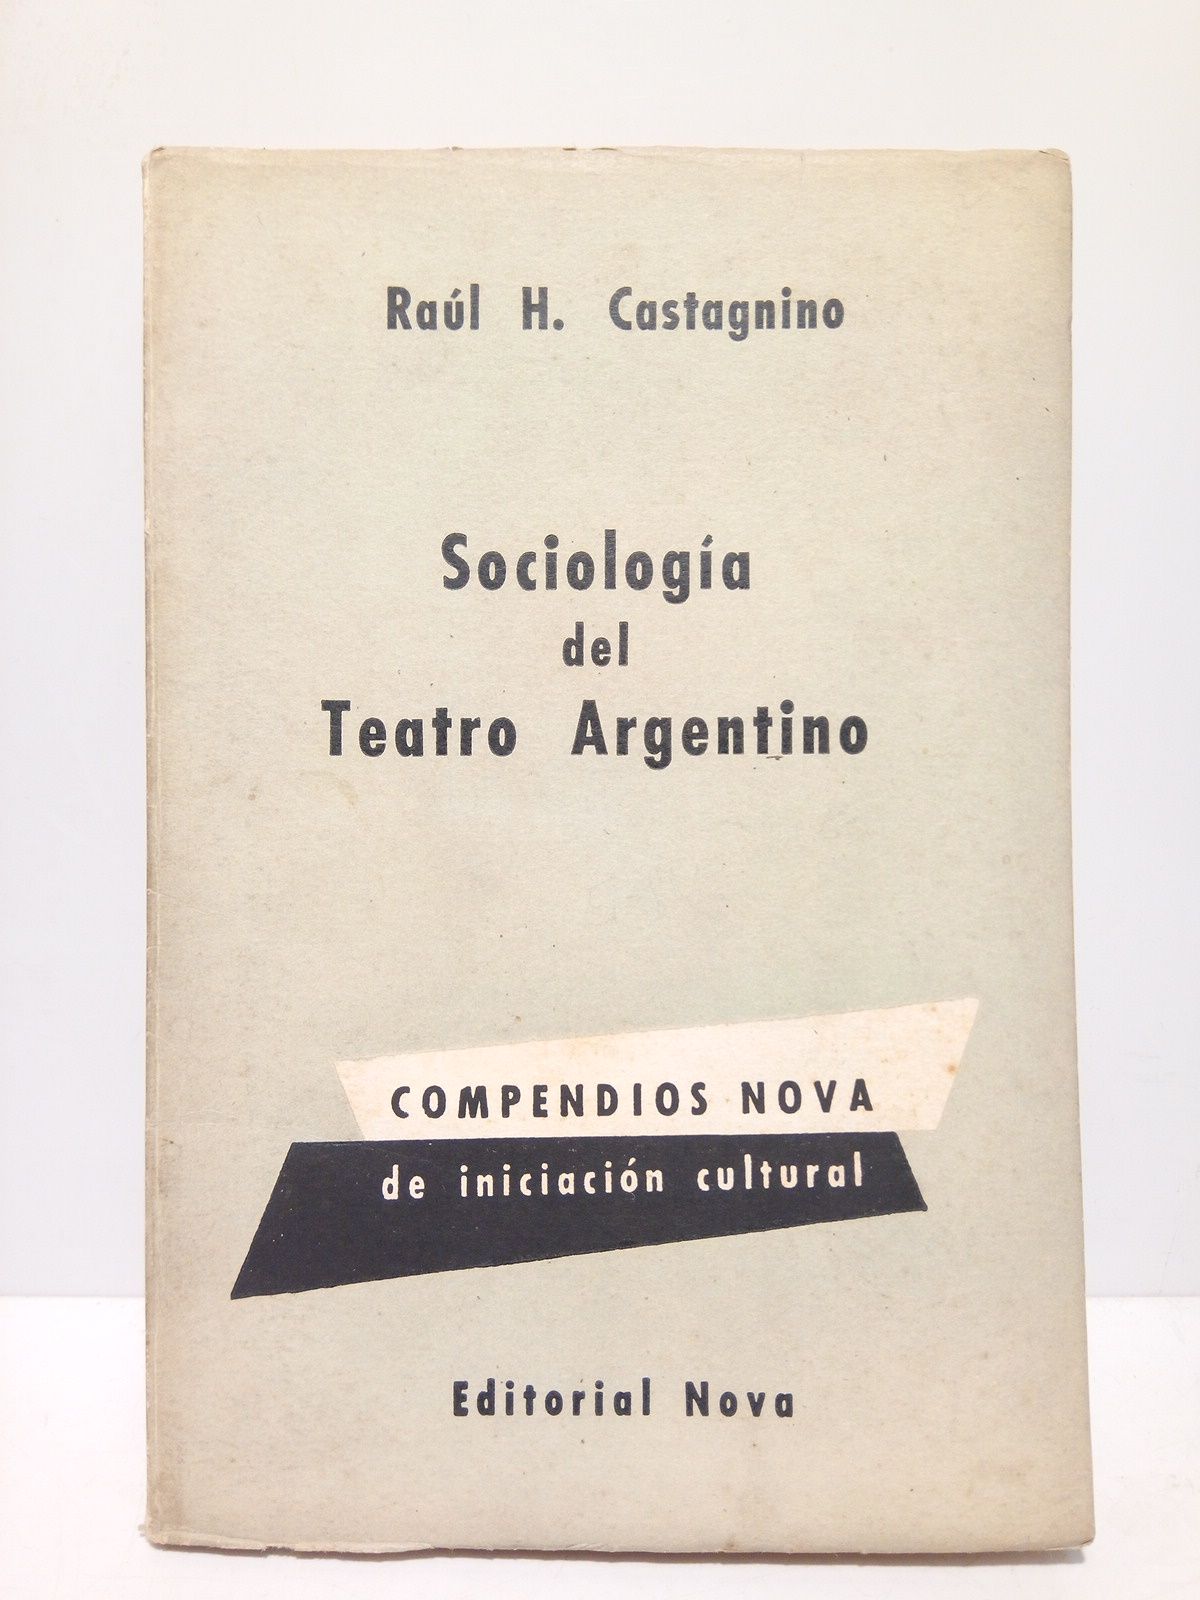 Raúl H. Castagnino
Sociología
del
Teatro Argentino
COMPENDIOS NOVA
de iniciación cultural
Editorial Nova